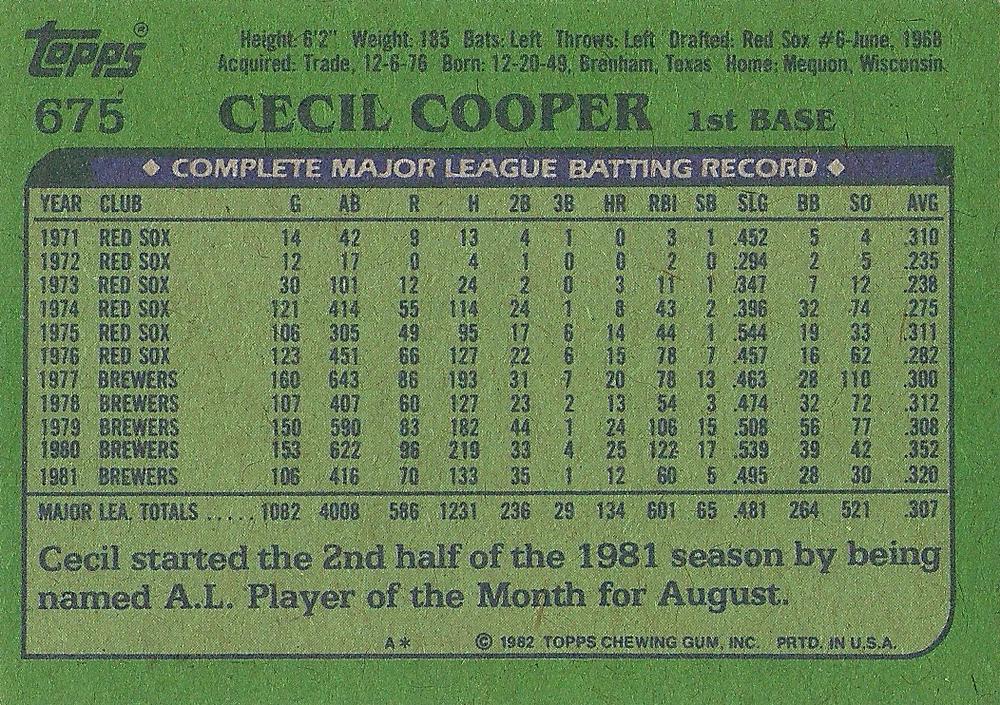 topps®
Height: 6'2" Weight: 185 Bats: Left Throws: Left Drafted: Red Sox #6-June, 1968
Acquired: Trade, 12-6-76 Born: 12-20-49, Brenham, Texas Home: Mequon, Wisconsin
675 CECIL COOPER 1st BASE
◆ COMPLETE MAJOR LEAGUE BATTING RECORD ◆
YEAR CLUB G AB R H 2B 3B HR RBI SB SLG BB SO AVG
1971 RED SOX 14 42 9 13 4 1 0 3 1 .452 5 4 .310
1972 RED SOX 12 17 0 4 1 0 0 2 0 .294 2 5 .235
1973 RED SOX 30 101 12 24 2 0 3 11 1 .347 7 12 .238
1974 RED SOX 121 414 55 114 24 1 8 43 2 .396 32 74 .275
1975 RED SOX 106 305 49 95 17 6 14 44 1 .544 19 33 .311
1976 RED SOX 123 451 66 127 22 6 15 78 7 .457 16 62 .282
1977 BREWERS 160 643 86 193 31 7 20 78 13 .463 28 110 .300
1978 BREWERS 107 407 60 127 23 2 13 54 3 .474 32 72 .312
1979 BREWERS 150 590 83 182 44 1 24 106 15 .508 56 77 .308
1980 BREWERS 153 622 96 219 33 4 25 122 17 .539 39 42 .352
1981 BREWERS 106 416 70 133 35 1 12 60 5 .495 28 30 .320
MAJOR LEA. TOTALS ..... 1082 4008 586 1231 236 29 134 601 65 .481 264 521 .307
Cecil started the 2nd half of the 1981 season by being
named A.L. Player of the Month for August.
A* © 1982 TOPPS CHEWING GUM, INC. PRTD. IN U.S.A.